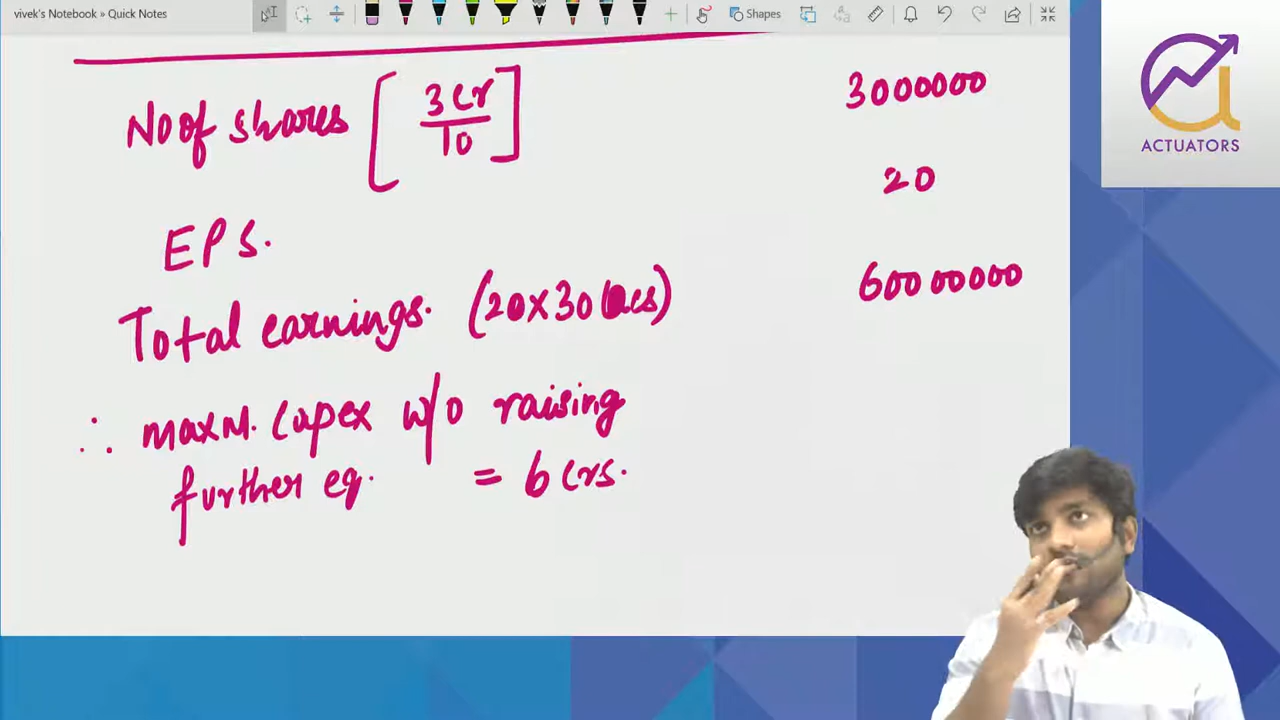 vivek's Notebook » Quick Notes
Shapes
ACTUATORS
No of shares [3Cr/10] 3000000
EPS. 20
Total earnings. (20x30 lacs) 60000000
∴ maxm. Capex w/o raising
further eq. = 6 Crs.